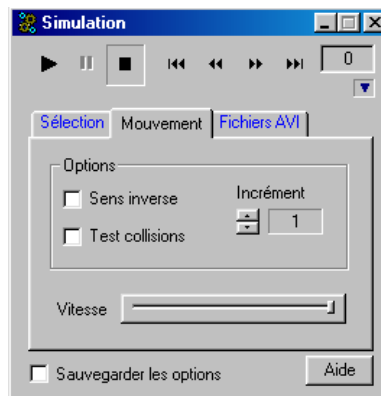 Simulation
0
Sélection Mouvement Fichiers AVI
Options
Sens inverse
Incrément
Test collisions
1
Vitesse
Sauvegarder les options
Aide